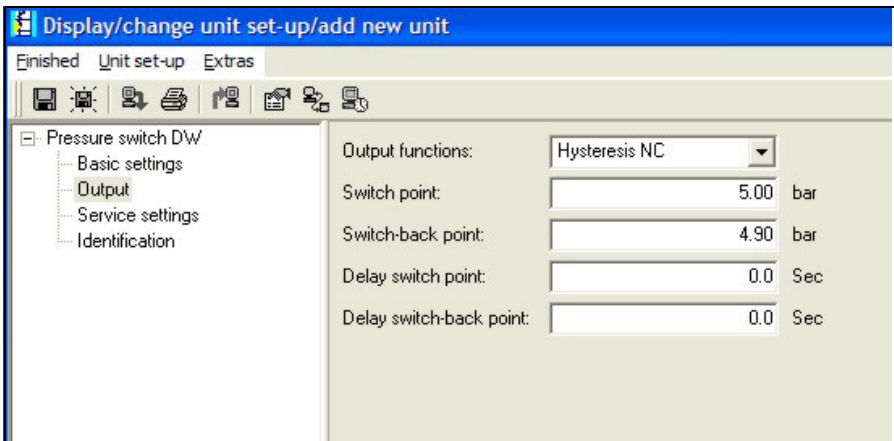 Display/change unit set-up/add new unit
Finished Unit set-up Extras
Pressure switch DW
Basic settings
Output
Service settings
Identification
Output functions: Hysteresis NC
Switch point: 5.00 bar
Switch-back point: 4.90 bar
Delay switch point: 0.0 Sec
Delay switch-back point: 0.0 Sec